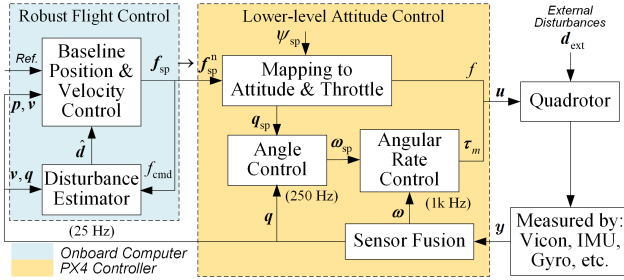 Robust Flight Control
Lower-level Attitude Control
External
Disturbances
d_ext
Ref.
p, v
Baseline
Position &
Velocity
Control
f_sp → f_sp^n
ψ_sp
Mapping to
Attitude & Throttle
f
u
Quadrotor
d̂
q_sp
v, q
Disturbance
Estimator
f_cmd
Angle
Control
(250 Hz)
ω_sp
Angular
Rate
Control
(1k Hz)
τ_m
(25 Hz)
q
ω
Sensor Fusion
y
Measured by:
Vicon, IMU,
Gyro, etc.
Onboard Computer
PX4 Controller